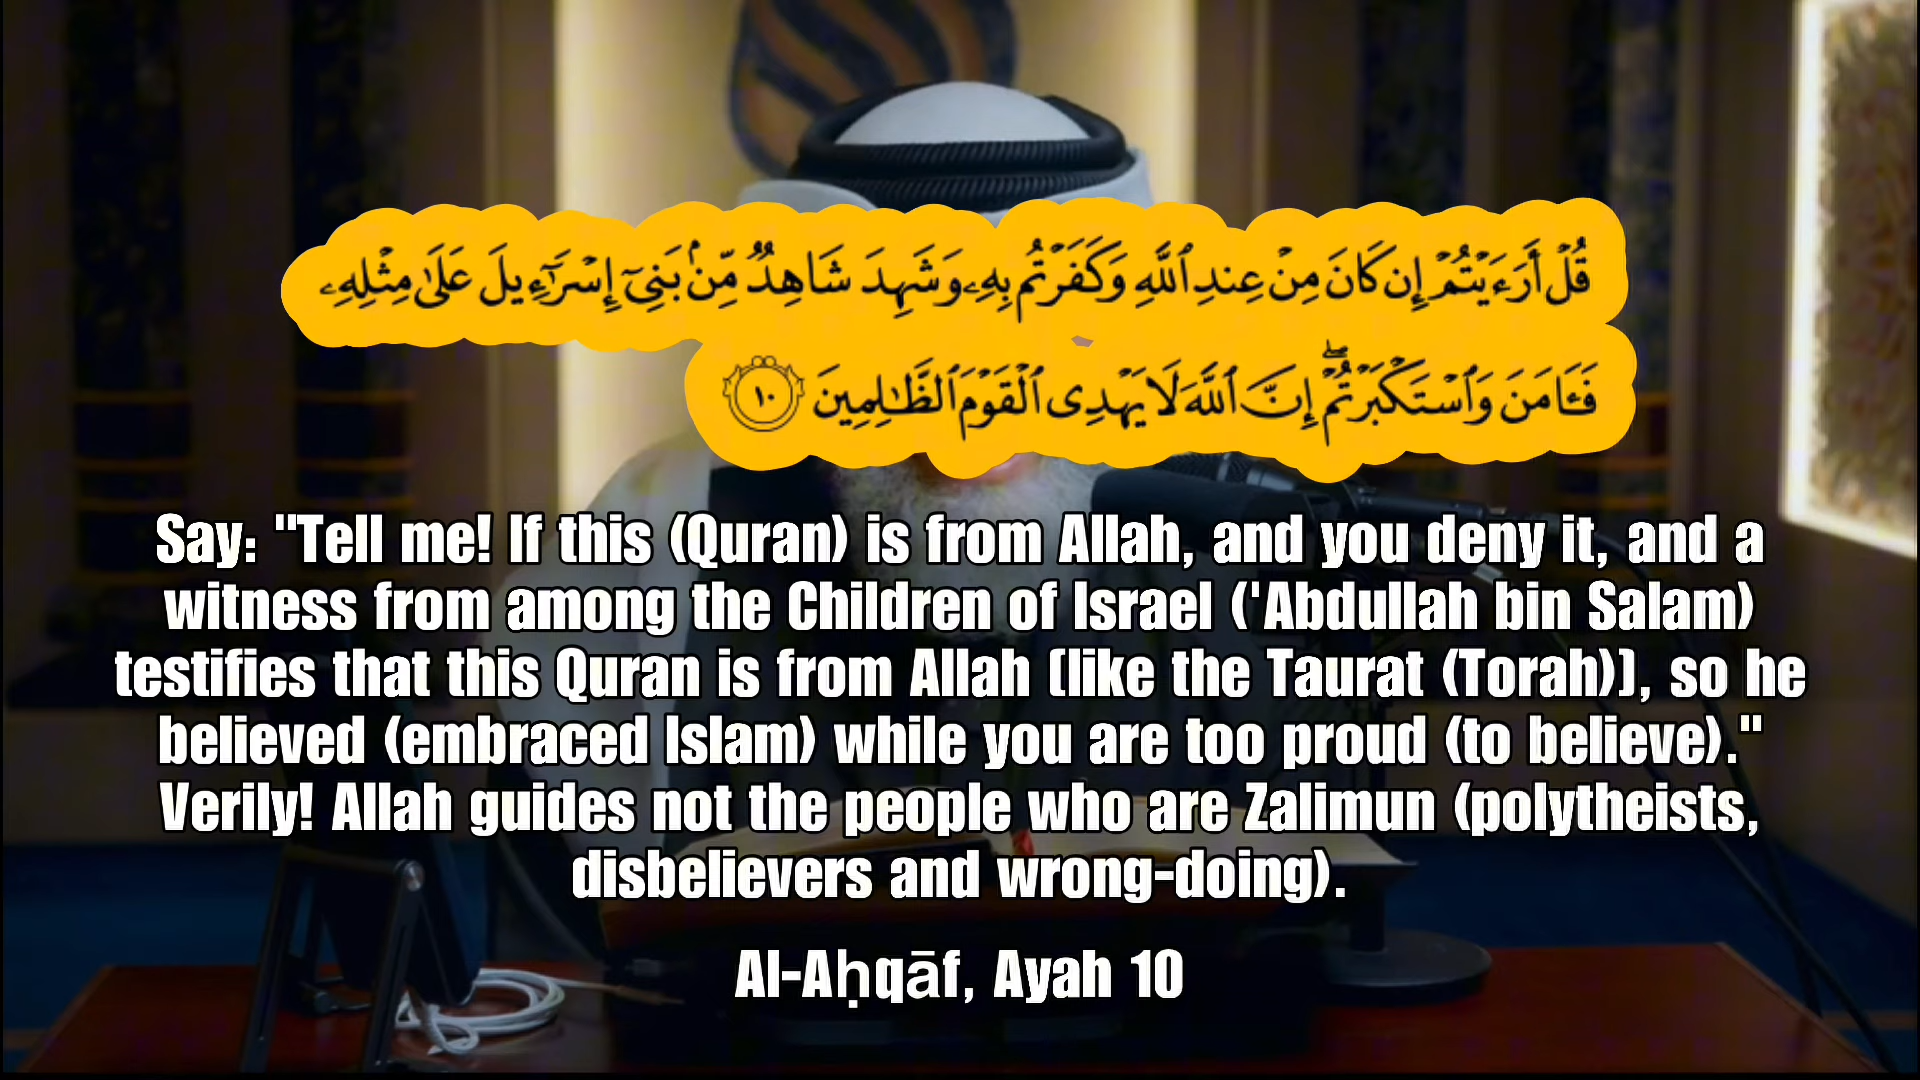 قُلْ أَرَءَيْتُمْ إِن كَانَ مِنْ عِندِ ٱللَّهِ وَكَفَرْتُم بِهِۦ وَشَهِدَ شَاهِدٌ مِّنۢ بَنِىٓ إِسْرَٰٓءِيلَ عَلَىٰ مِثْلِهِۦ
فَـَٔامَنَ وَٱسْتَكْبَرْتُمْ ۖ إِنَّ ٱللَّهَ لَا يَهْدِى ٱلْقَوْمَ ٱلظَّـٰلِمِينَ ١٠
Say: "Tell me! If this (Quran) is from Allah, and you deny it, and a
witness from among the Children of Israel ('Abdullah bin Salam)
testifies that this Quran is from Allah [like the Taurat (Torah)], so he
believed (embraced Islam) while you are too proud (to believe)."
Verily! Allah guides not the people who are Zalimun (polytheists,
disbelievers and wrong-doing).
Al-Aḥqāf, Ayah 10